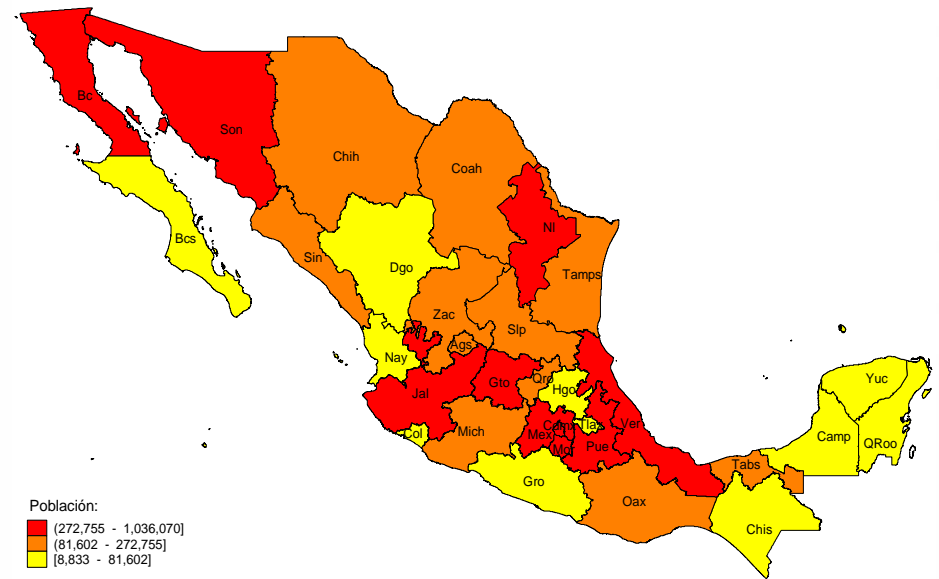 Bc
Son
Chih
Coah
Nl
Bcs
Sin
Dgo
Tamps
Zac
Slp
Nay
Ags
Jal
Gto
Qro
Hgo
Yuc
Col
Mich
Mex
Cdmx
Tlax
Ver
Camp
QRoo
Mor
Pue
Tabs
Gro
Oax
Chis
Población:
(272,755 - 1,036,070]
(81,602 - 272,755]
[8,833 - 81,602]